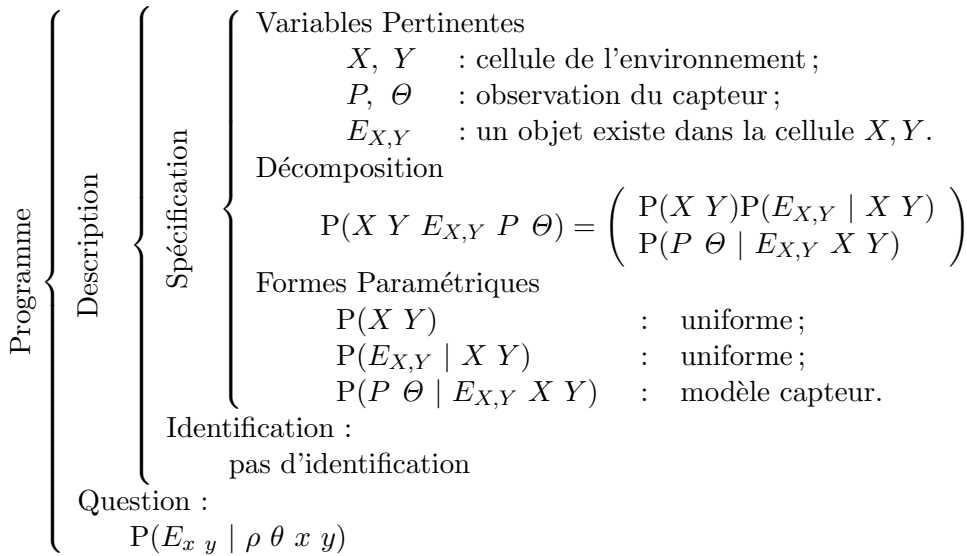 Programme
Description
Spécification
Variables Pertinentes
X, Y : cellule de l'environnement ;
P, Θ : observation du capteur ;
E_{X,Y} : un objet existe dans la cellule X, Y.
Décomposition
P(X Y E_{X,Y} P Θ) = ( P(X Y)P(E_{X,Y} | X Y)
P(P Θ | E_{X,Y} X Y) )
Formes Paramétriques
P(X Y) : uniforme ;
P(E_{X,Y} | X Y) : uniforme ;
P(P Θ | E_{X,Y} X Y) : modèle capteur.
Identification :
pas d'identification
Question :
P(E_{x y} | ρ θ x y)